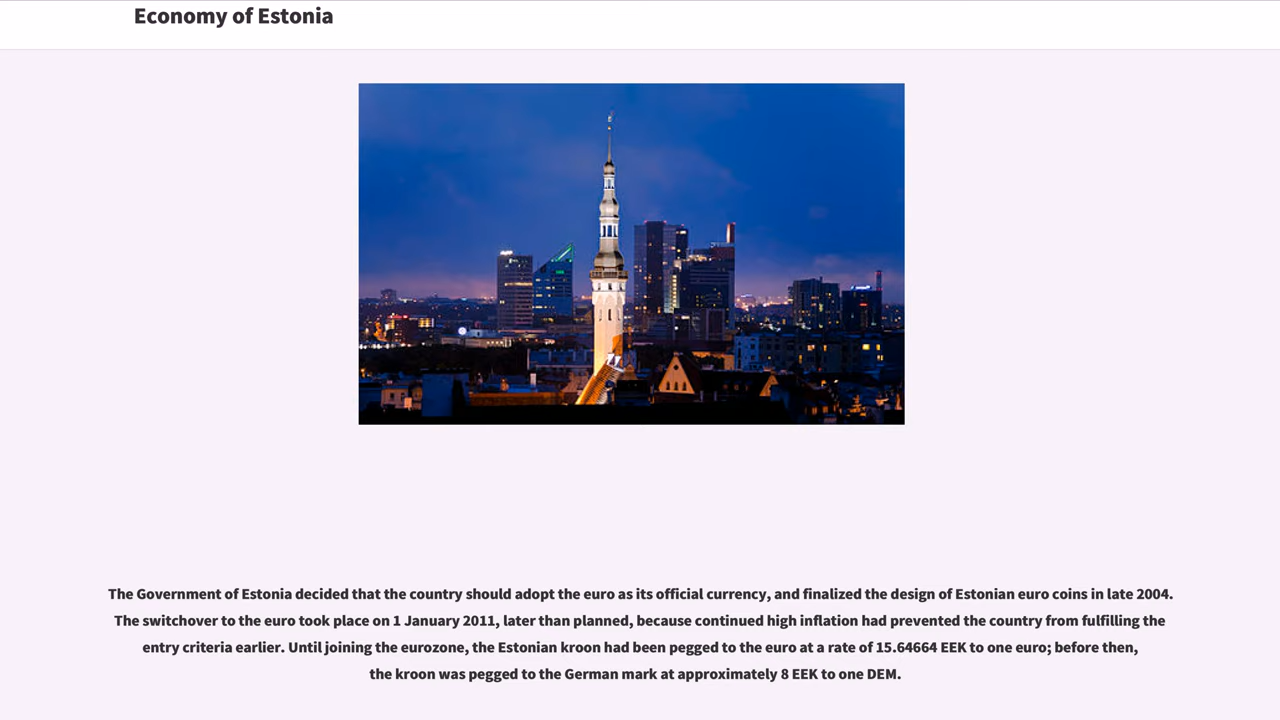 Economy of Estonia
The Government of Estonia decided that the country should adopt the euro as its official currency, and finalized the design of Estonian euro coins in late 2004.
The switchover to the euro took place on 1 January 2011, later than planned, because continued high inflation had prevented the country from fulfilling the
entry criteria earlier. Until joining the eurozone, the Estonian kroon had been pegged to the euro at a rate of 15.64664 EEK to one euro; before then,
the kroon was pegged to the German mark at approximately 8 EEK to one DEM.